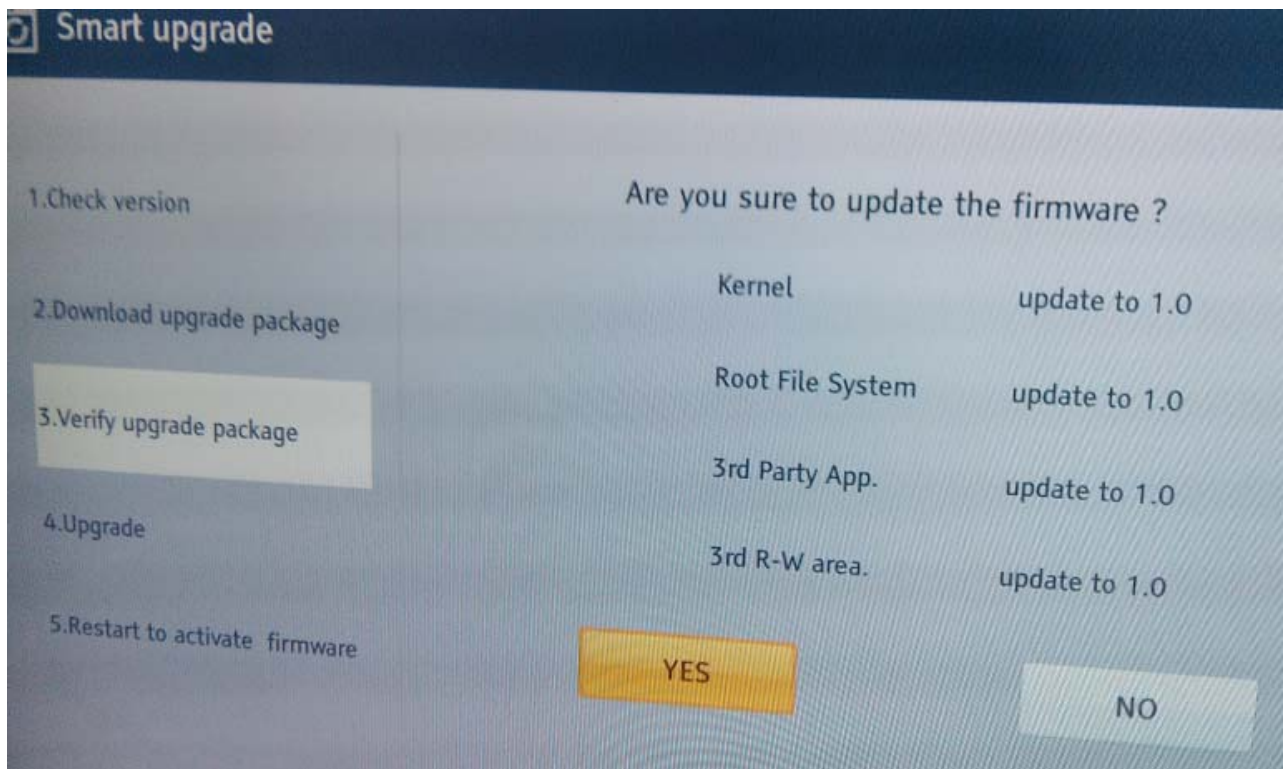 Smart upgrade
1.Check version
2.Download upgrade package
3.Verify upgrade package
4.Upgrade
5.Restart to activate firmware
Are you sure to update the firmware ?
Kernel update to 1.0
Root File System update to 1.0
3rd Party App. update to 1.0
3rd R-W area. update to 1.0
YES NO